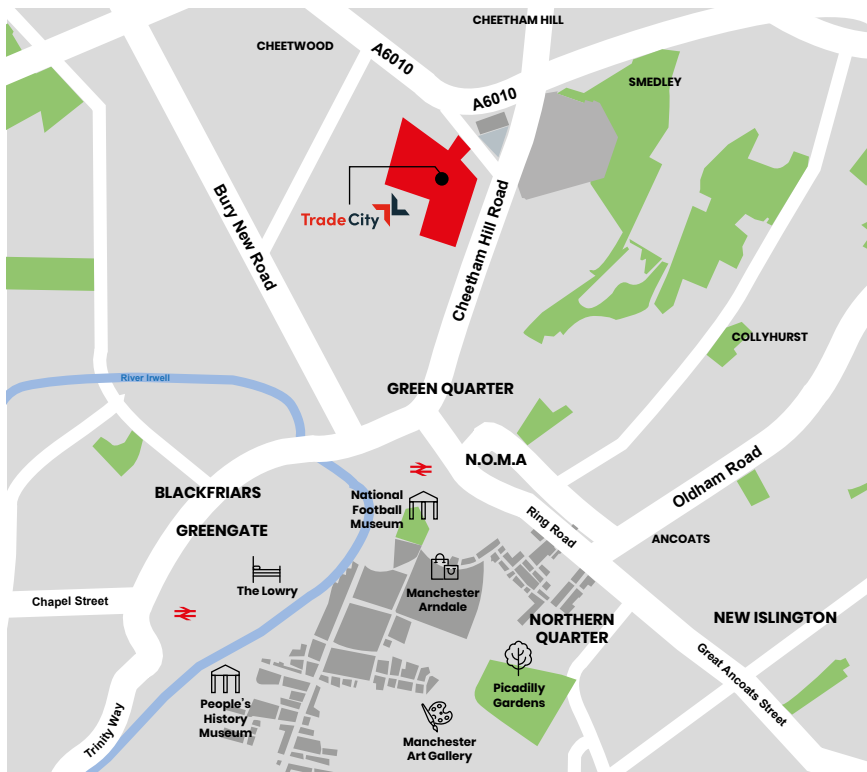 CHEETHAM HILL
CHEETWOOD
A6010
A6010
SMEDLEY
Bury New Road
TradeCity
Cheetham Hill Road
COLLYHURST
River Irwell
GREEN QUARTER
N.O.M.A
Oldham Road
BLACKFRIARS
National
Football
Museum
GREENGATE
Ring Road
ANCOATS
The Lowry
Manchester
Arndale
Chapel Street
NORTHERN
QUARTER
NEW ISLINGTON
Great Ancoats Street
Picadilly
Gardens
People's
History
Museum
Trinity Way
Manchester
Art Gallery